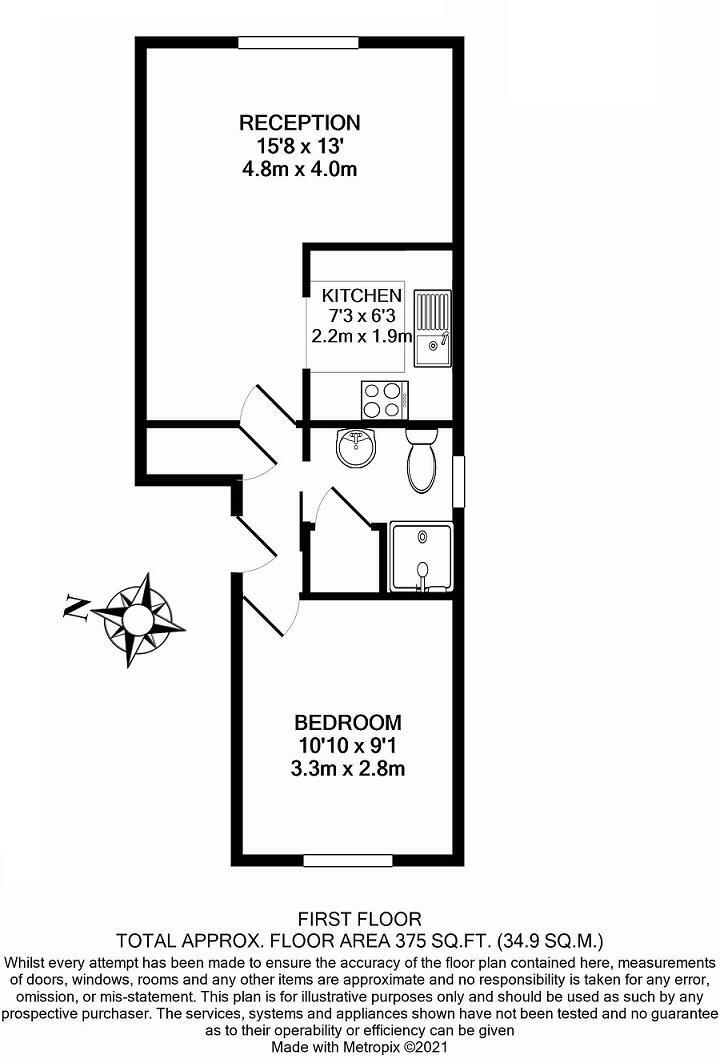 RECEPTION
15'8 x 13'
4.8m x 4.0m
KITCHEN
7'3 x 6'3
2.2m x 1.9m
N
BEDROOM
10'10 x 9'1
3.3m x 2.8m
FIRST FLOOR
TOTAL APPROX. FLOOR AREA 375 SQ.FT. (34.9 SQ.M.)
Whilst every attempt has been made to ensure the accuracy of the floor plan contained here, measurements
of doors, windows, rooms and any other items are approximate and no responsibility is taken for any error,
omission, or mis-statement. This plan is for illustrative purposes only and should be used as such by any
prospective purchaser. The services, systems and appliances shown have not been tested and no guarantee
as to their operability or efficiency can be given
Made with Metropix ©2021